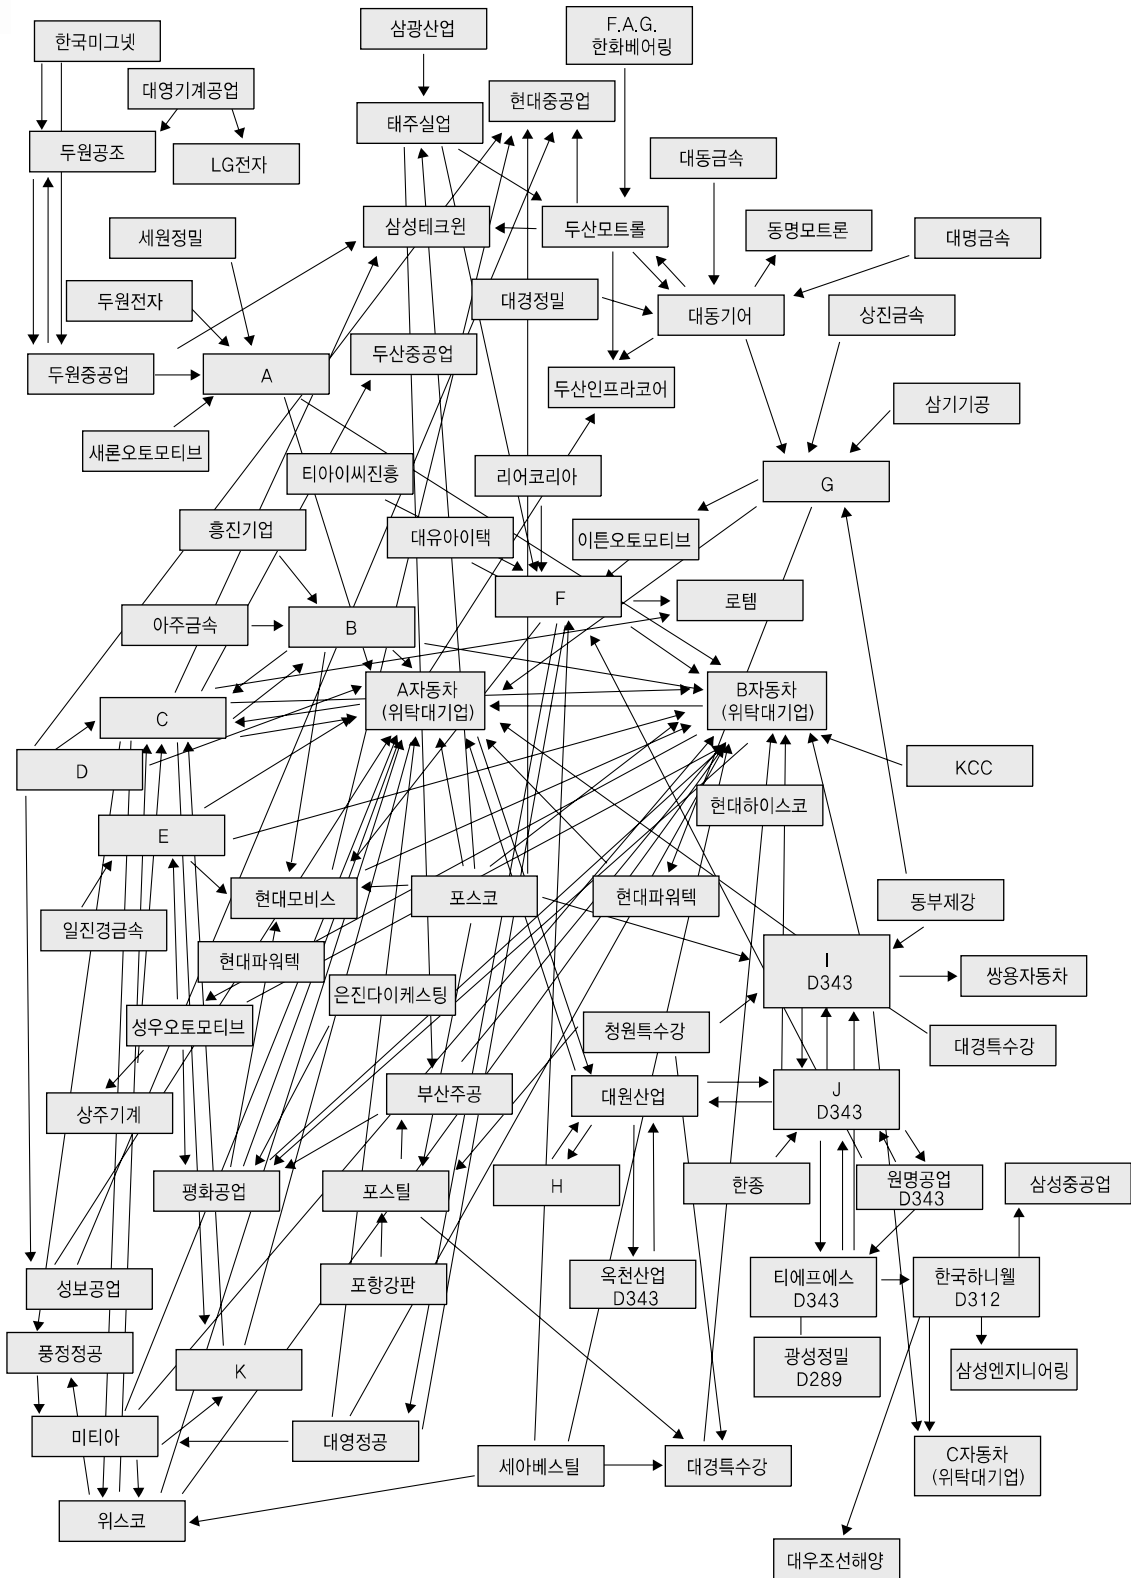 한국미그넷
삼광산업
F.A.G.
한화베어링
대영기계공업
현대중공업
태주실업
두원공조
LG전자
대동금속
세원정밀
삼성테크윈
두산모트롤
동명모트론
대명금속
두원전자
대경정밀
대동기어
상진금속
두원중공업
A
두산중공업
두산인프라코어
삼기기공
새론오토모티브
티아이씨진흥
리어코리아
G
흥진기업
대유아이택
이튼오토모티브
아주금속
B
F
로템
C
A자동차
(위탁대기업)
B자동차
(위탁대기업)
D
KCC
E
현대하이스코
현대모비스
포스코
현대파워텍
동부제강
일진경금속
현대파워텍
I
D343
쌍용자동차
은진다이케스팅
성우오토모티브
청원특수강
대경특수강
상주기계
부산주공
대원산업
J
D343
평화공업
포스틸
H
한종
원명공업
D343
삼성중공업
성보공업
포항강판
옥천산업
D343
티에프에스
D343
한국하니웰
D312
풍정정공
K
광성정밀
D289
삼성엔지니어링
미티아
대영정공
세아베스틸
대경특수강
C자동차
(위탁대기업)
위스코
대우조선해양